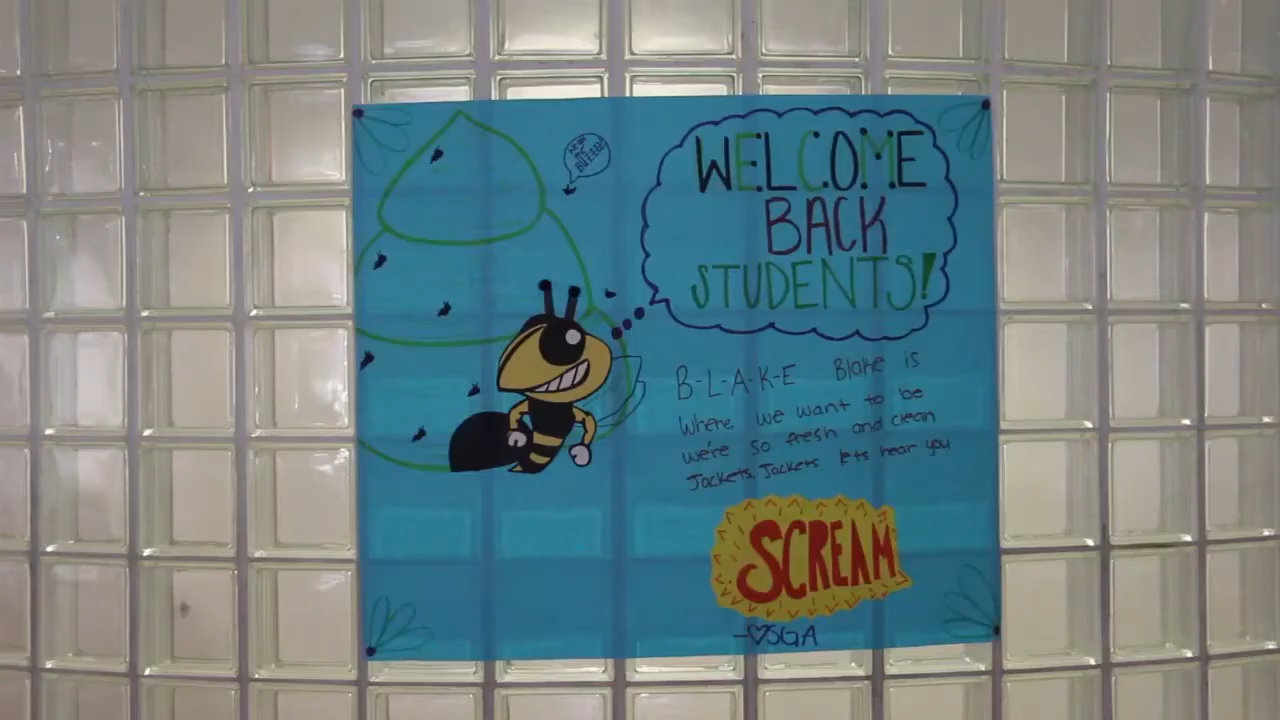 WELCOME
BACK
STUDENTS!
B-L-A-K-E Blake is
where we want to be
we're so fresh and clean
Jackets, Jackets lets hear you
SCREAM
-♡SGA